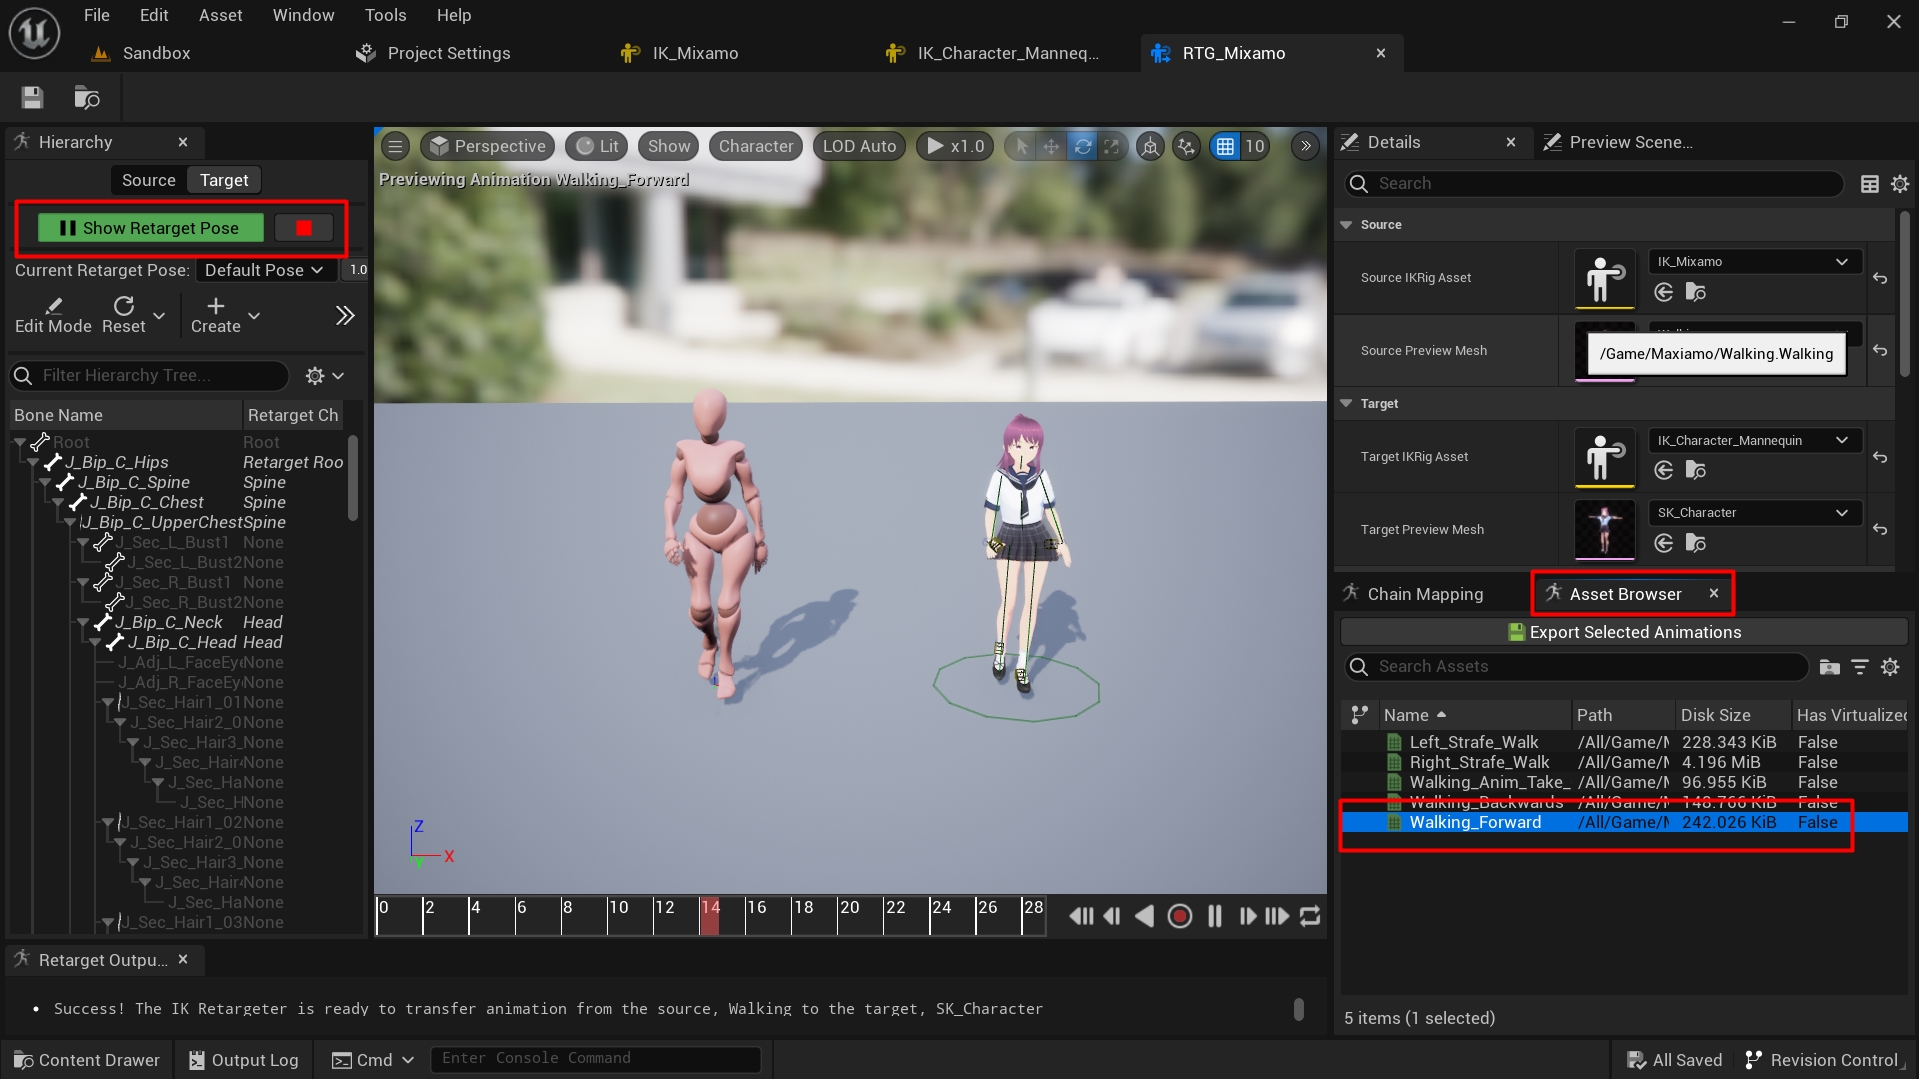 File Edit Asset Window Tools Help
Sandbox Project Settings IK_Mixamo IK_Character_Mannequ... RTG_Mixamo
Hierarchy
Source Target
Show Retarget Pose
Current Retarget Pose: Default Pose 1.0
Edit Mode Reset Create
Filter Hierarchy Tree...
Bone Name Retarget Ch
Root Root
J_Bip_C_Hips Retarget Roo
J_Bip_C_Spine Spine
J_Bip_C_Chest Spine
J_Bip_C_UpperChest Spine
J_Sec_L_Bust1 None
J_Sec_L_Bust2 None
J_Sec_R_Bust1 None
J_Sec_R_Bust2 None
J_Bip_C_Neck Head
J_Bip_C_Head Head
J_Adj_L_FaceEye None
J_Adj_R_FaceEye None
J_Sec_Hair1_01 None
J_Sec_Hair2_0 None
J_Sec_Hair3_ None
J_Sec_Hair4 None
J_Sec_Ha None
J_Sec_H None
J_Sec_Hair1_02 None
J_Sec_Hair2_0 None
J_Sec_Hair3_ None
J_Sec_Hair4 None
J_Sec_Ha None
J_Sec_Hair1_03 None
Perspective Lit Show Character LOD Auto x1.0 10
Previewing Animation Walking_Forward
Z
X
Y
0 2 4 6 8 10 12 14 16 18 20 22 24 26 28
Details Preview Scene...
Search
Source
Source IKRig Asset IK_Mixamo
Source Preview Mesh
/Game/Maxiamo/Walking.Walking
Target
Target IKRig Asset IK_Character_Mannequin
Target Preview Mesh SK_Character
Chain Mapping Asset Browser
Export Selected Animations
Search Assets
Name Path Disk Size Has Virtualized
Left_Strafe_Walk /All/Game/M 228.343 KiB False
Right_Strafe_Walk /All/Game/M 4.196 MiB False
Walking_Anim_Take_ /All/Game/M 96.955 KiB False
Walking_Backwards /All/Game/M 148.766 KiB False
Walking_Forward /All/Game/M 242.026 KiB False
5 items (1 selected)
Retarget Outpu...
• Success! The IK Retargeter is ready to transfer animation from the source, Walking to the target, SK_Character
Content Drawer Output Log Cmd Enter Console Command All Saved Revision Control